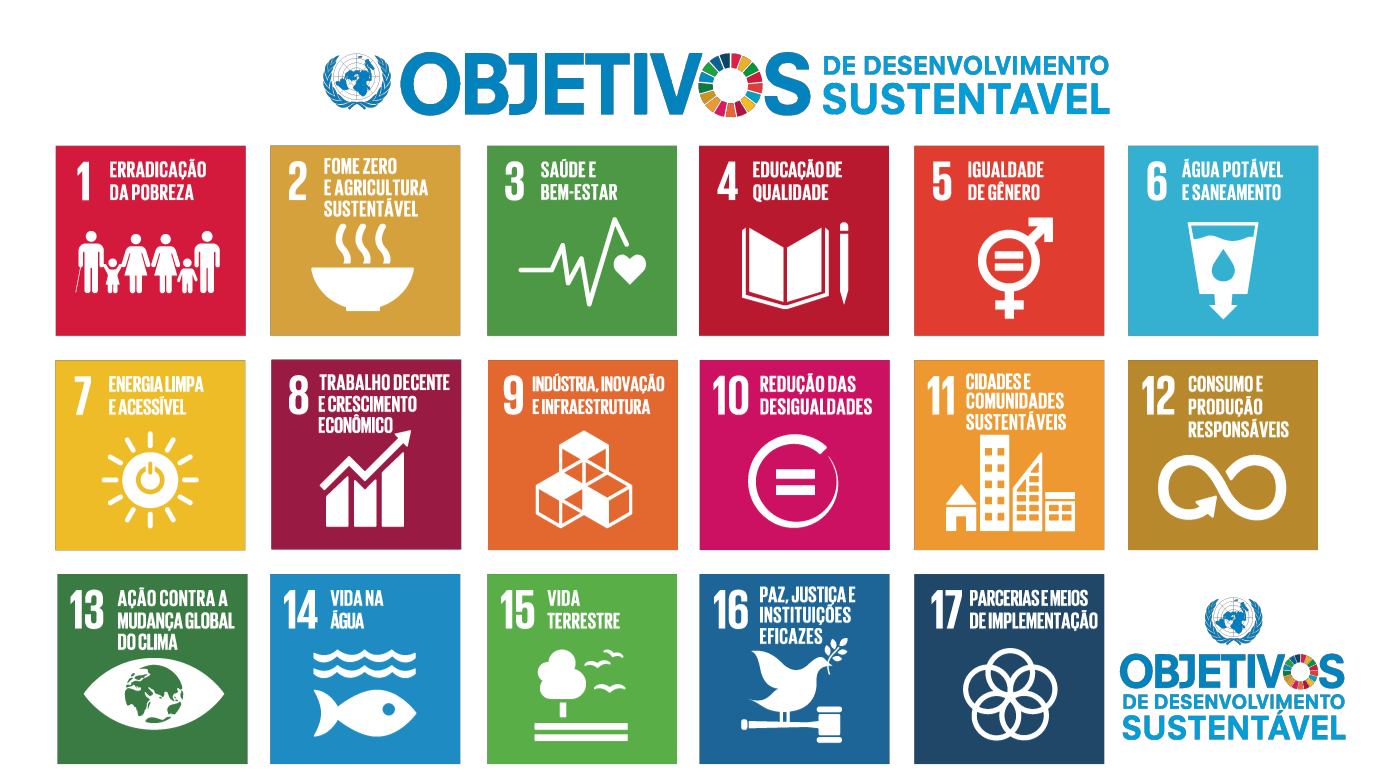 OBJETIVOS
DE DESENVOLVIMENTO
SUSTENTAVEL
1 ERRADICAÇÃO
DA POBREZA
2 FOME ZERO
E AGRICULTURA
SUSTENTÁVEL
3 SAÚDE E
BEM-ESTAR
4 EDUCAÇÃO DE
QUALIDADE
5 IGUALDADE
DE GÊNERO
6 ÁGUA POTÁVEL
E SANEAMENTO
7 ENERGIA LIMPA
E ACESSÍVEL
8 TRABALHO DECENTE
E CRESCIMENTO
ECONÔMICO
9 INDÚSTRIA, INOVAÇÃO
E INFRAESTRUTURA
10 REDUÇÃO DAS
DESIGUALDADES
11 CIDADES E
COMUNIDADES
SUSTENTÁVEIS
12 CONSUMO E
PRODUÇÃO
RESPONSÁVEIS
13 AÇÃO CONTRA A
MUDANÇA GLOBAL
DO CLIMA
14 VIDA NA
ÁGUA
15 VIDA
TERRESTRE
16 PAZ, JUSTIÇA E
INSTITUIÇÕES
EFICAZES
17 PARCERIAS E MEIOS
DE IMPLEMENTAÇÃO
OBJETIVOS
DE DESENVOLVIMENTO
SUSTENTÁVEL